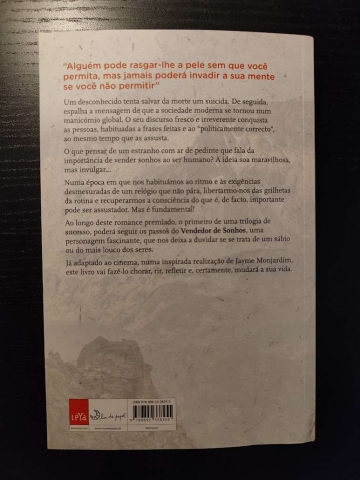 "Alguém pode rasgar-lhe a pele sem que você
permita, mas jamais poderá invadir a sua mente
se você não permitir"
Um desconhecido tenta salvar da morte um suicida. De seguida,
espalha a mensagem de que a sociedade moderna se tornou num
manicómio global. O seu discurso fresco e irreverente conquista
as pessoas, habituadas a frases feitas e ao "politicamente correcto",
ao mesmo tempo que as assusta.
O que pensar de um estranho com ar de pedinte que fala da
importância de vender sonhos ao ser humano? A ideia soa maravilhosa,
mas invulgar...
Numa época em que nos habituámos ao ritmo e às exigências
desmesuradas de um relógio que não pára, libertarmo-nos das grilhetas
da rotina e recuperarmos a consciência do que é, de facto, importante
pode ser assustador. Mas é fundamental!
Ao longo deste romance premiado, o primeiro de uma trilogia de
sucesso, poderá seguir os passos do Vendedor de Sonhos, uma
personagem fascinante, que nos deixa a duvidar se se trata de um sábio
ou do mais louco dos seres.
Já adaptado ao cinema, numa inspirada realização de Jayme Monjardim,
este livro vai fazê-lo chorar, rir, refletir e, certamente, mudará a sua vida.
LeYa
Lua de papel